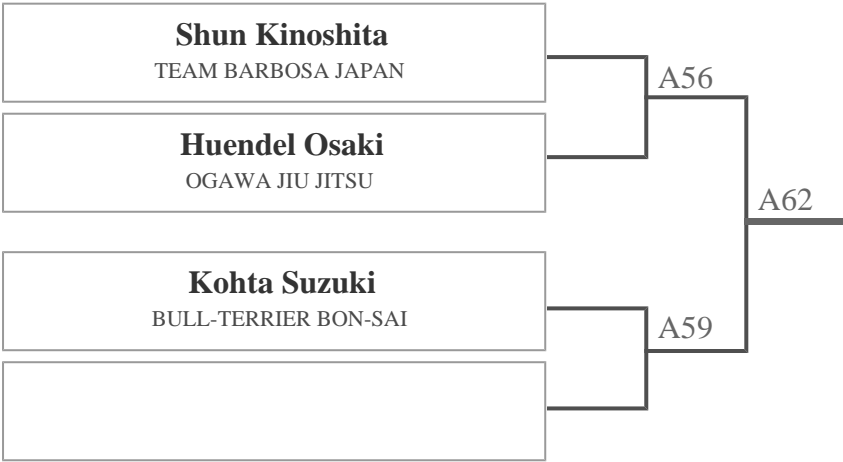 Shun Kinoshita
TEAM BARBOSA JAPAN
A56
Huendel Osaki
OGAWA JIU JITSU
A62
Kohta Suzuki
BULL-TERRIER BON-SAI
A59